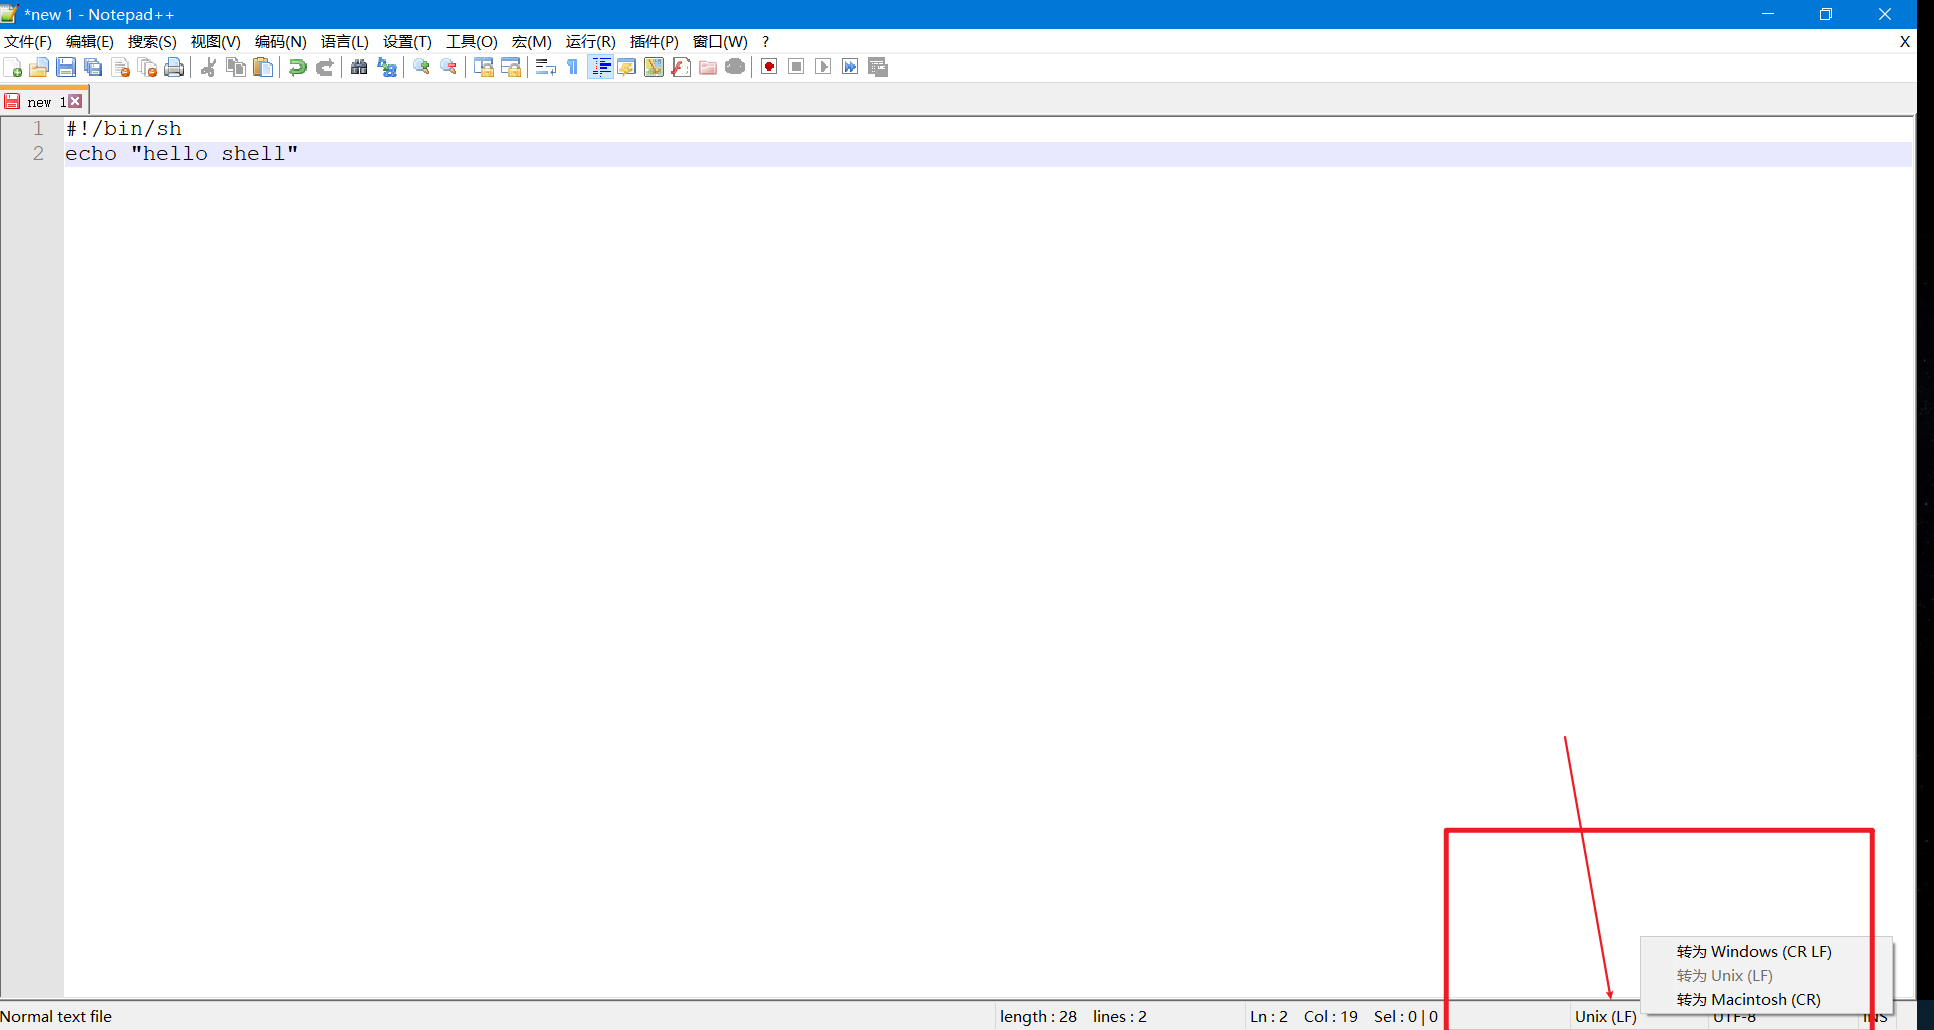 *new 1 - Notepad++
文件(F) 编辑(E) 搜索(S) 视图(V) 编码(N) 语言(L) 设置(T) 工具(O) 宏(M) 运行(R) 插件(P) 窗口(W) ? X
new 1
1 #!/bin/sh
2 echo "hello shell"
转为 Windows (CR LF)
转为 Unix (LF)
转为 Macintosh (CR)
Normal text file length : 28 lines : 2 Ln : 2 Col : 19 Sel : 0 | 0 Unix (LF) UTF-8 INS